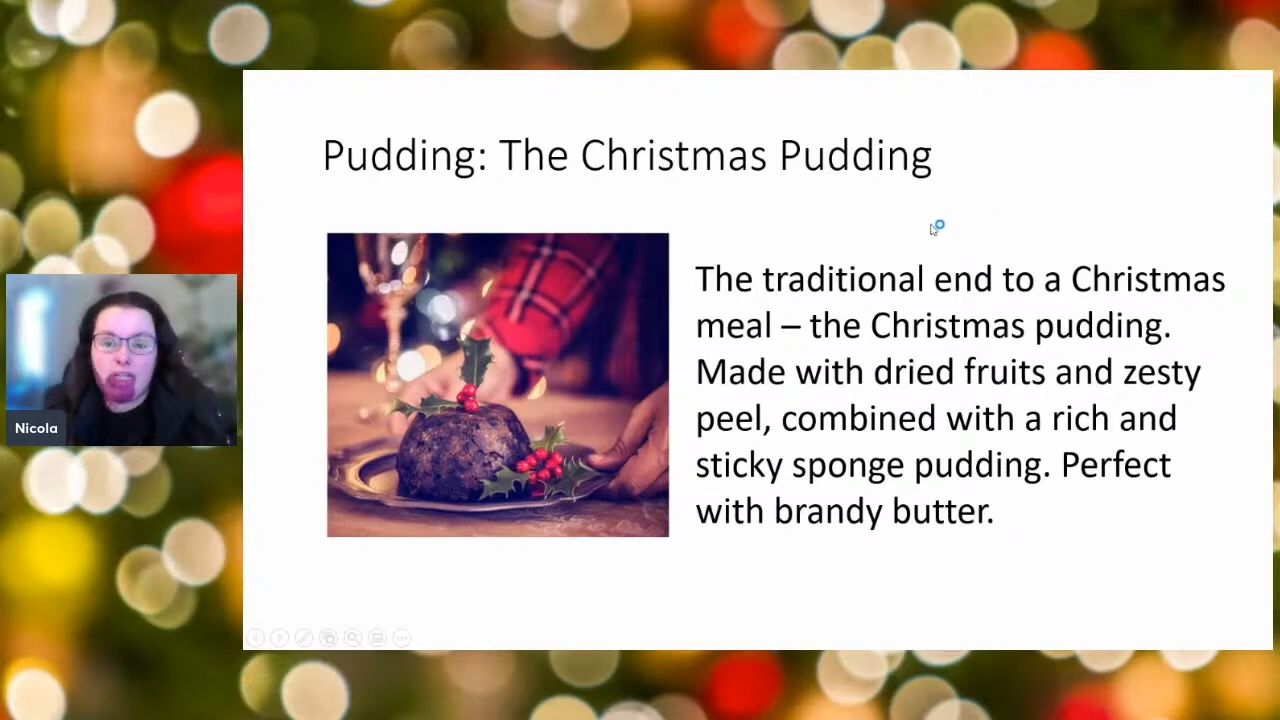 Pudding: The Christmas Pudding
The traditional end to a Christmas
meal – the Christmas pudding.
Made with dried fruits and zesty
peel, combined with a rich and
sticky sponge pudding. Perfect
with brandy butter.
Nicola